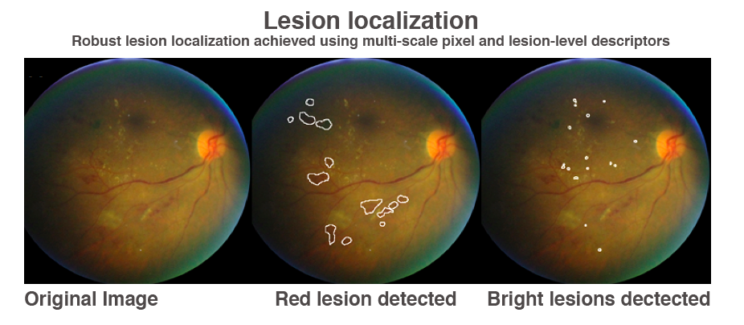 Lesion localization
Robust lesion localization achieved using multi-scale pixel and lesion-level descriptors
Original Image
Red lesion detected
Bright lesions dectected